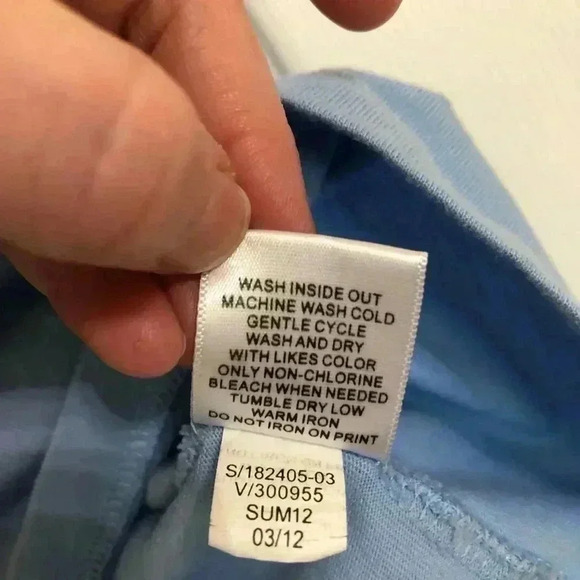 WASH INSIDE OUT
MACHINE WASH COLD
GENTLE CYCLE
WASH AND DRY
WITH LIKES COLOR
ONLY NON-CHLORINE
BLEACH WHEN NEEDED
TUMBLE DRY LOW
WARM IRON
DO NOT IRON ON PRINT
S/182405-03
V/300955
SUM12
03/12